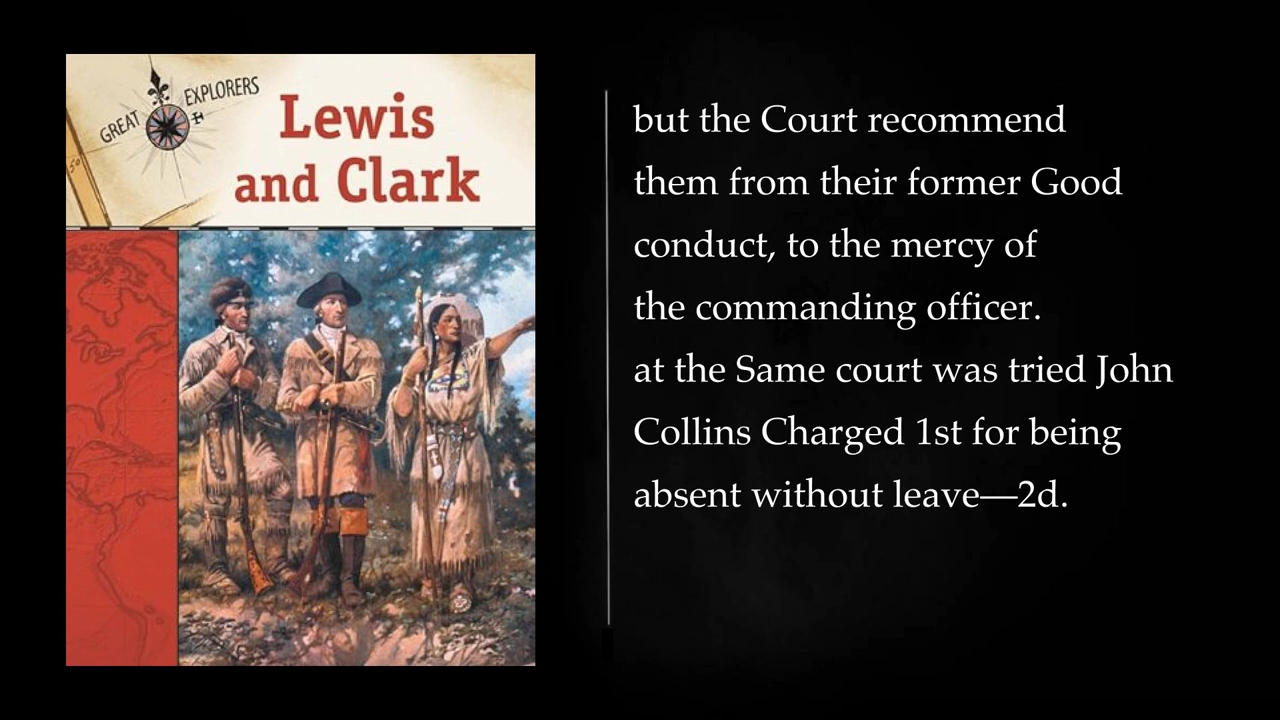 GREAT EXPLORERS
Lewis
and Clark
50
but the Court recommend
them from their former Good
conduct, to the mercy of
the commanding officer.
at the Same court was tried John
Collins Charged 1st for being
absent without leave—2d.